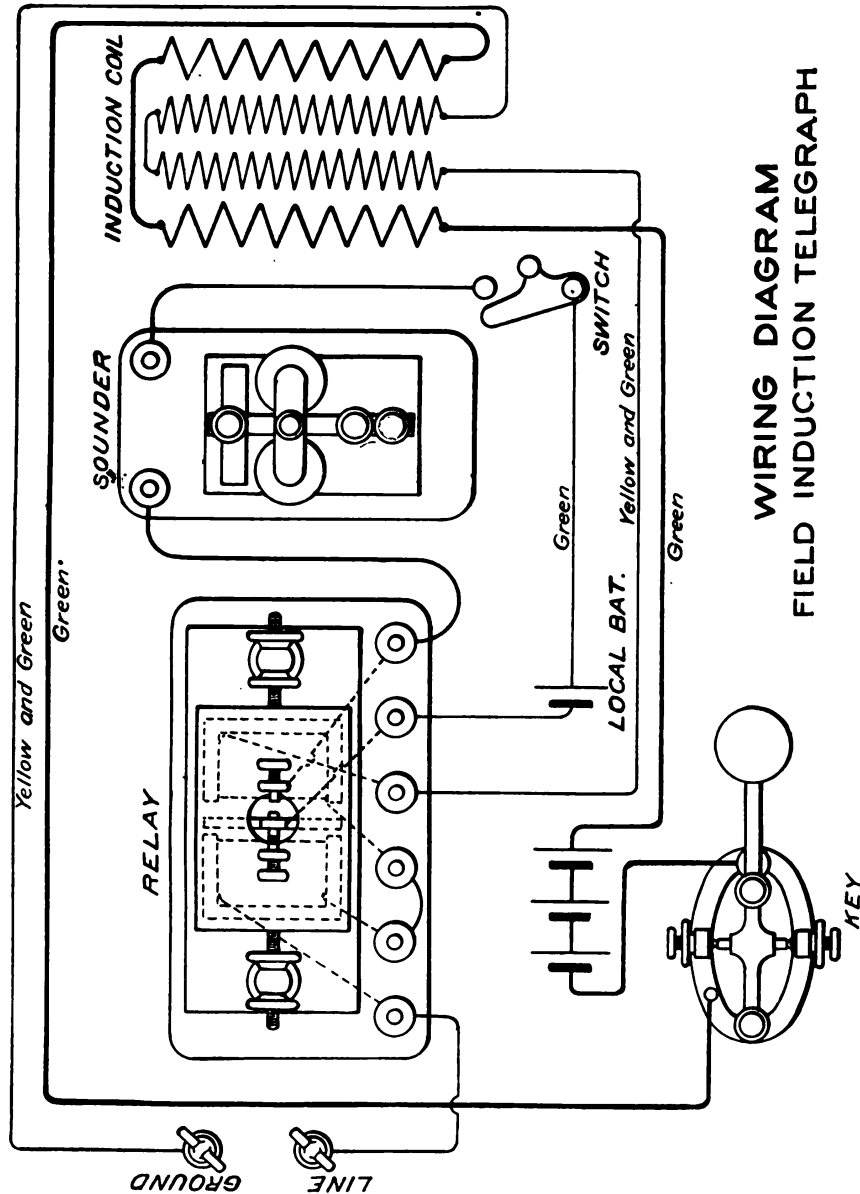 Yellow and Green
Green
INDUCTION COIL
SOUNDER
RELAY
GROUND
LINE
SWITCH
Green
LOCAL BAT.
Yellow and Green
Green
KEY
WIRING DIAGRAM
FIELD INDUCTION TELEGRAPH